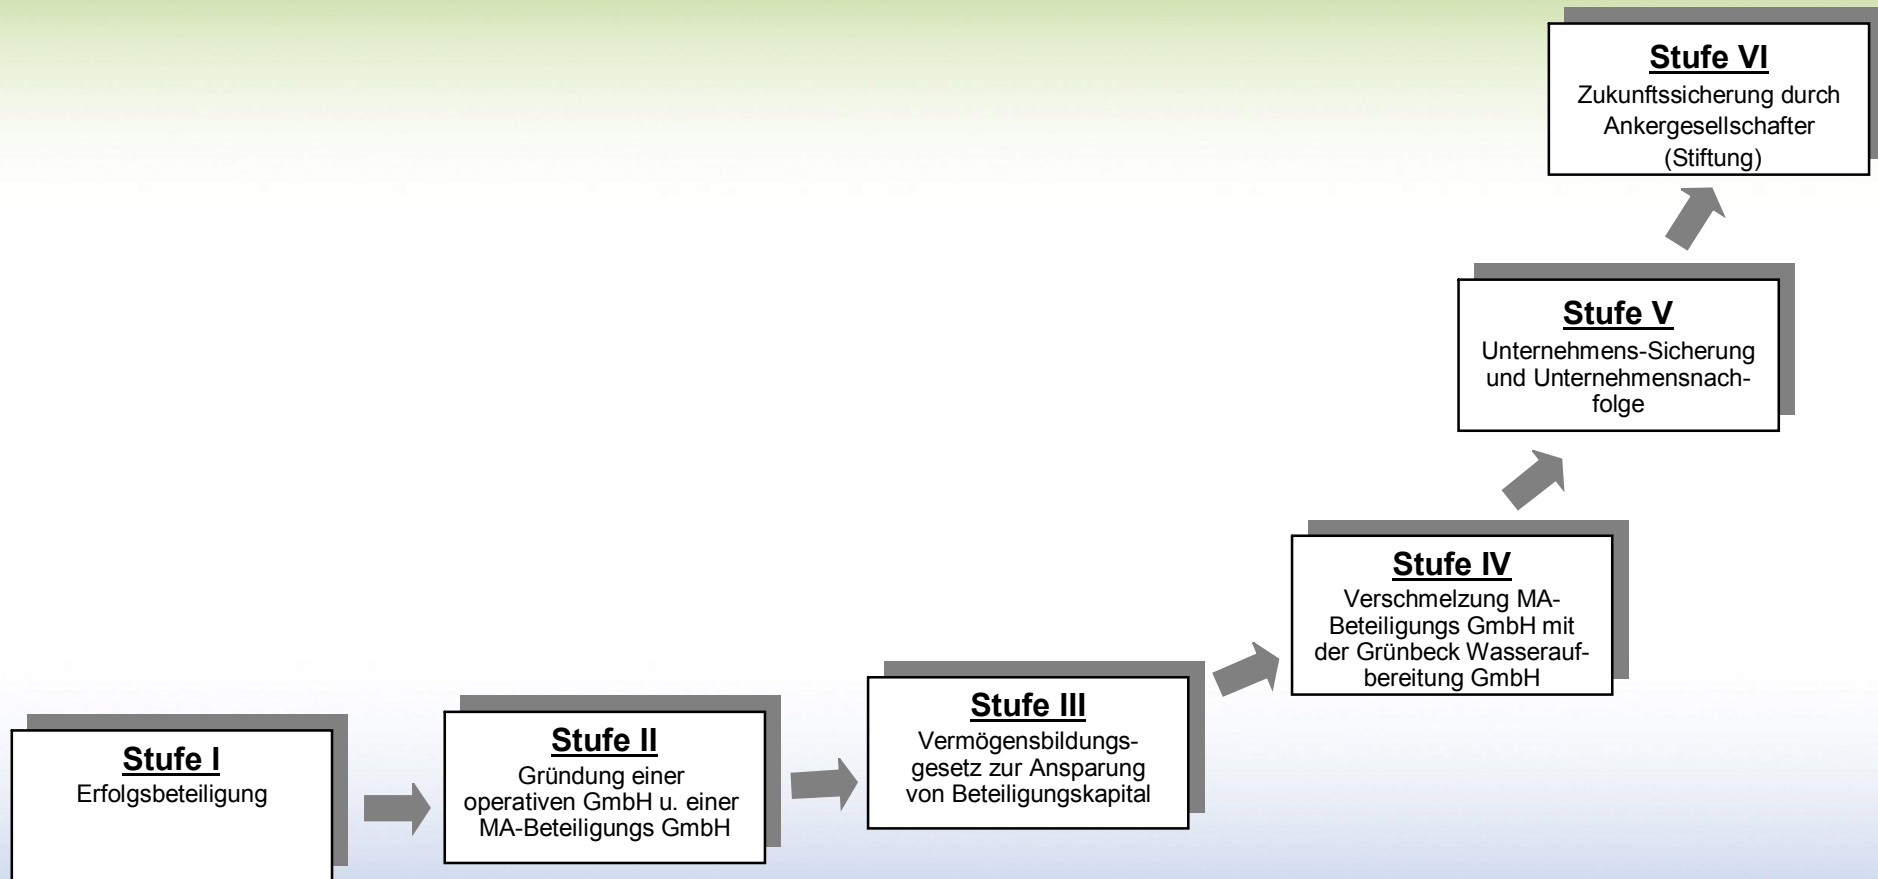 Stufe I
Erfolgsbeteiligung
Stufe II
Gründung einer
operativen GmbH u. einer
MA-Beteiligungs GmbH
Stufe III
Vermögensbildungs-
gesetz zur Ansparung
von Beteiligungskapital
Stufe IV
Verschmelzung MA-
Beteiligungs GmbH mit
der Grünbeck Wasserauf-
bereitung GmbH
Stufe V
Unternehmens-Sicherung
und Unternehmensnach-
folge
Stufe VI
Zukunftssicherung durch
Ankergesellschafter
(Stiftung)